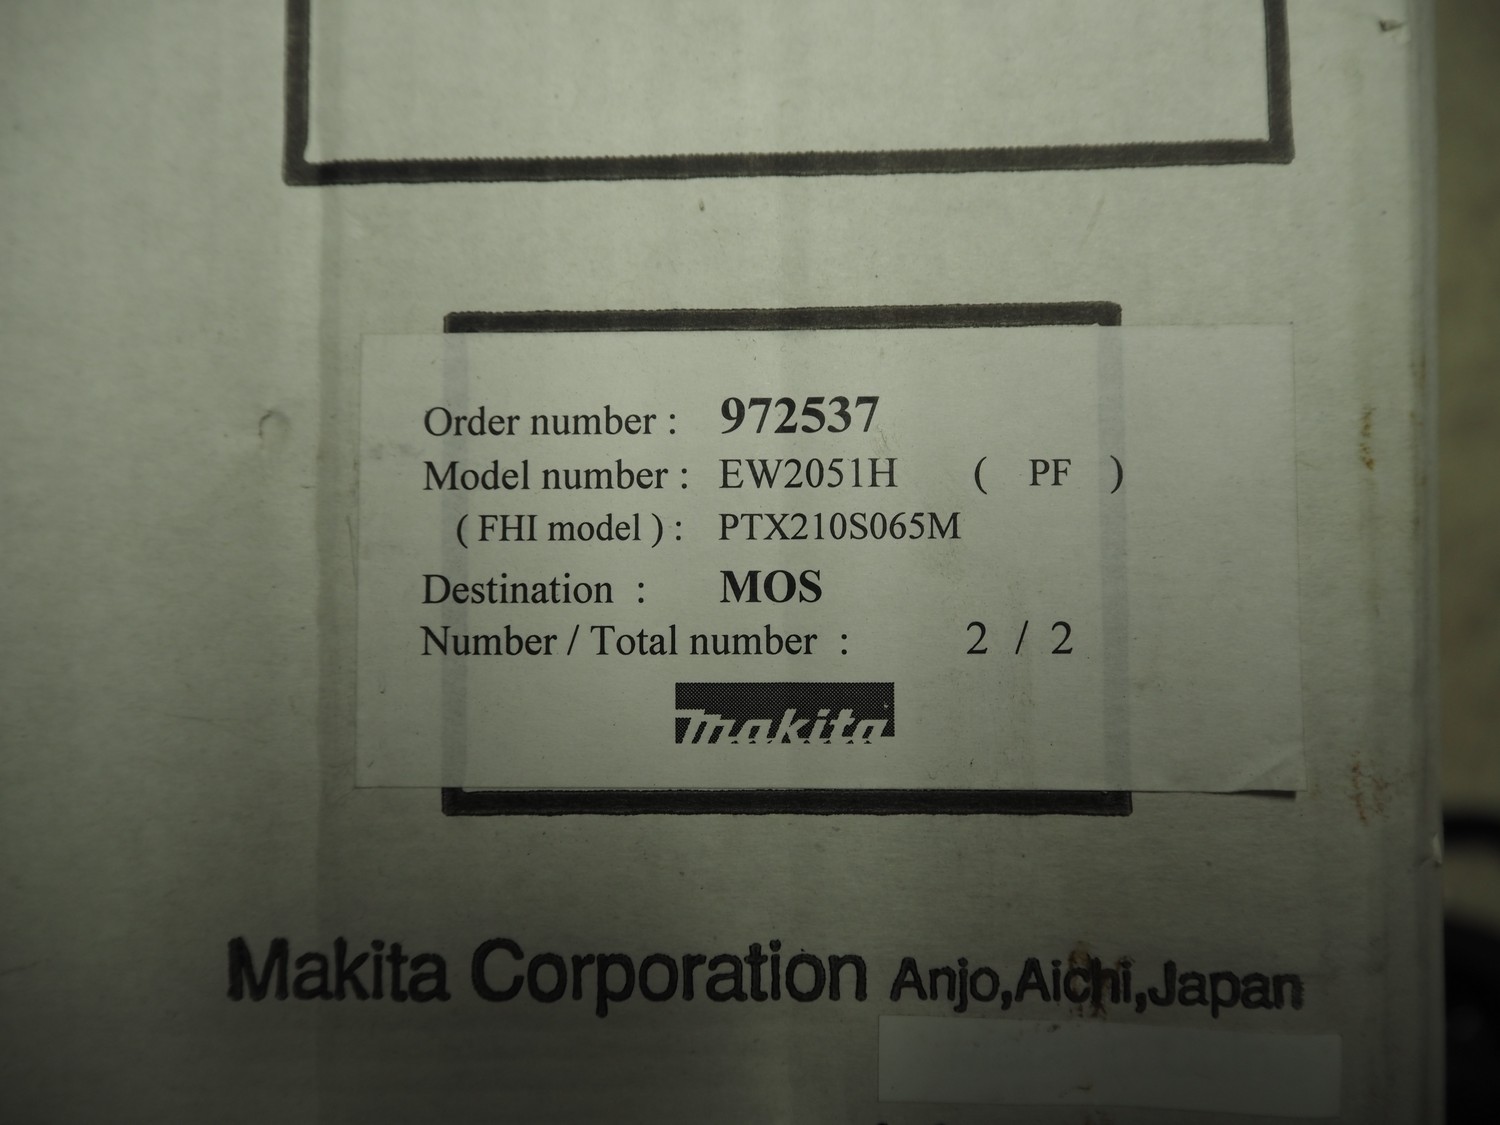 Order number : 972537
Model number : EW2051H ( PF )
( FHI model ) : PTX210S065M
Destination : MOS
Number / Total number : 2 / 2
makita
Makita Corporation Anjo,Aichi,Japan